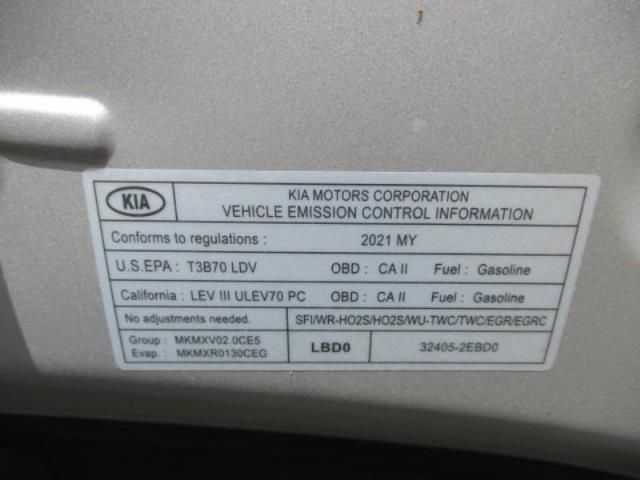 KIA
KIA MOTORS CORPORATION
VEHICLE EMISSION CONTROL INFORMATION
Conforms to regulations : 2021 MY
U.S.EPA : T3B70 LDV OBD : CA II Fuel : Gasoline
California : LEV III ULEV70 PC OBD : CA II Fuel : Gasoline
No adjustments needed. SFI/WR-HO2S/HO2S/WU-TWC/TWC/EGR/EGRC
Group : MKMXV02.0CE5
Evap. : MKMXR0130CEG
LBD0 32405-2EBD0